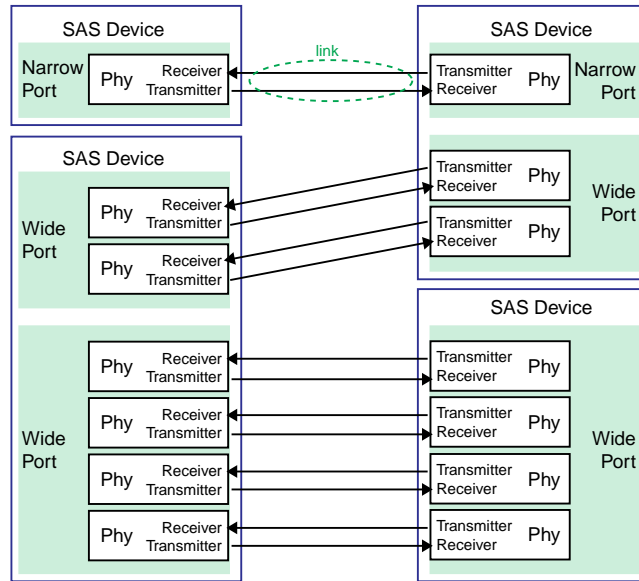 SAS Device
Narrow
Port
Phy
Receiver
Transmitter
link
SAS Device
Transmitter
Receiver
Phy
Narrow
Port
SAS Device
Wide
Port
Phy
Receiver
Transmitter
Phy
Receiver
Transmitter
Transmitter
Receiver
Phy
Transmitter
Receiver
Phy
Wide
Port
Wide
Port
Phy
Receiver
Transmitter
Phy
Receiver
Transmitter
Phy
Receiver
Transmitter
Phy
Receiver
Transmitter
SAS Device
Transmitter
Receiver
Phy
Transmitter
Receiver
Phy
Transmitter
Receiver
Phy
Transmitter
Receiver
Phy
Wide
Port